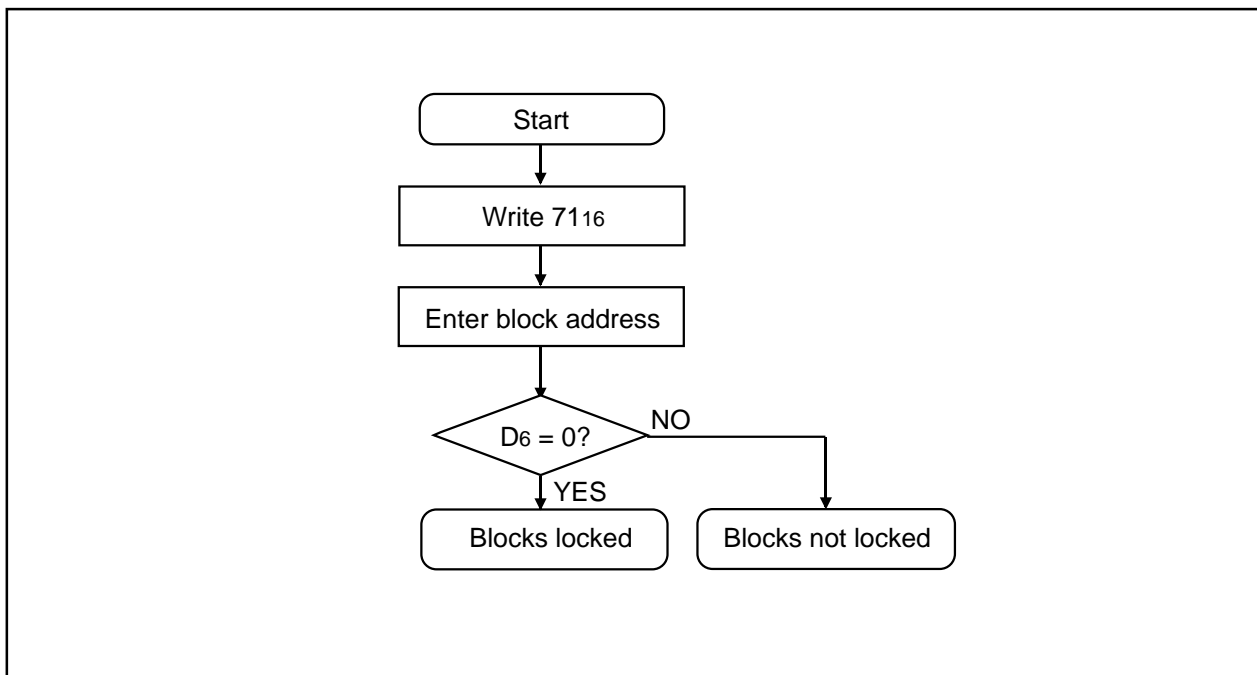 Start
Write 7116
Enter block address
D6 = 0?
NO
YES
Blocks locked
Blocks not locked